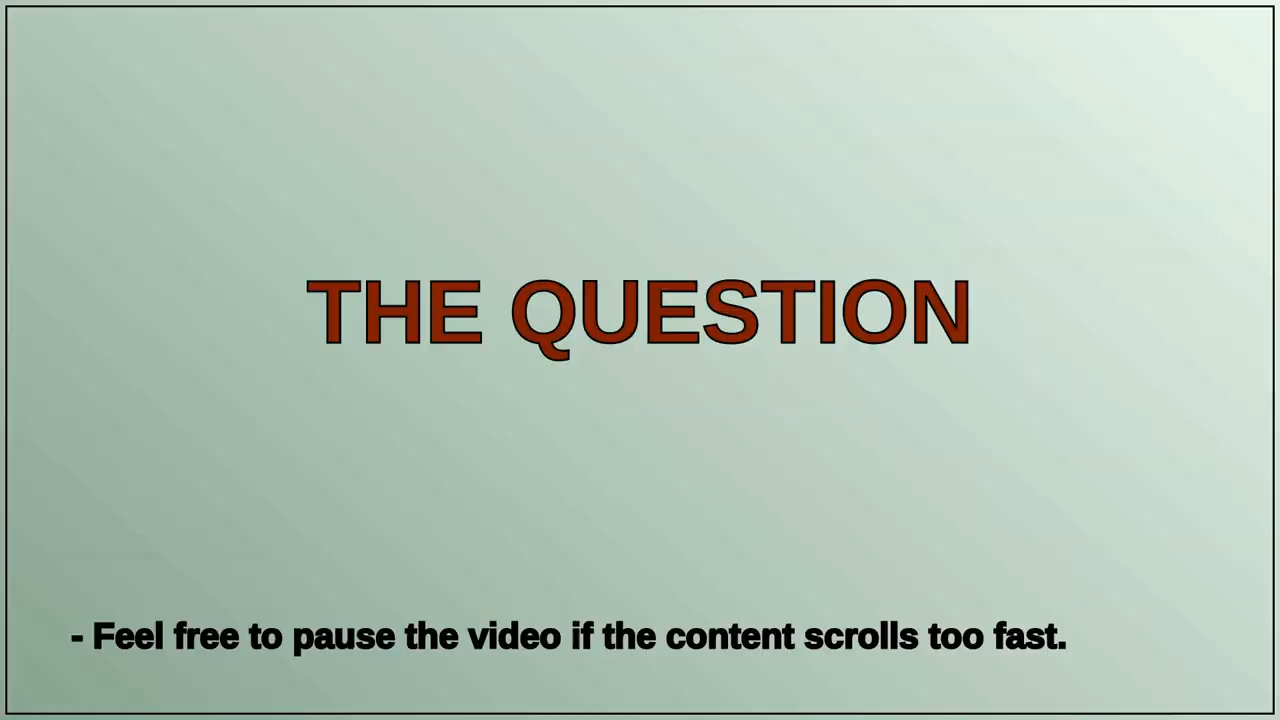 THE QUESTION
- Feel free to pause the video if the content scrolls too fast.